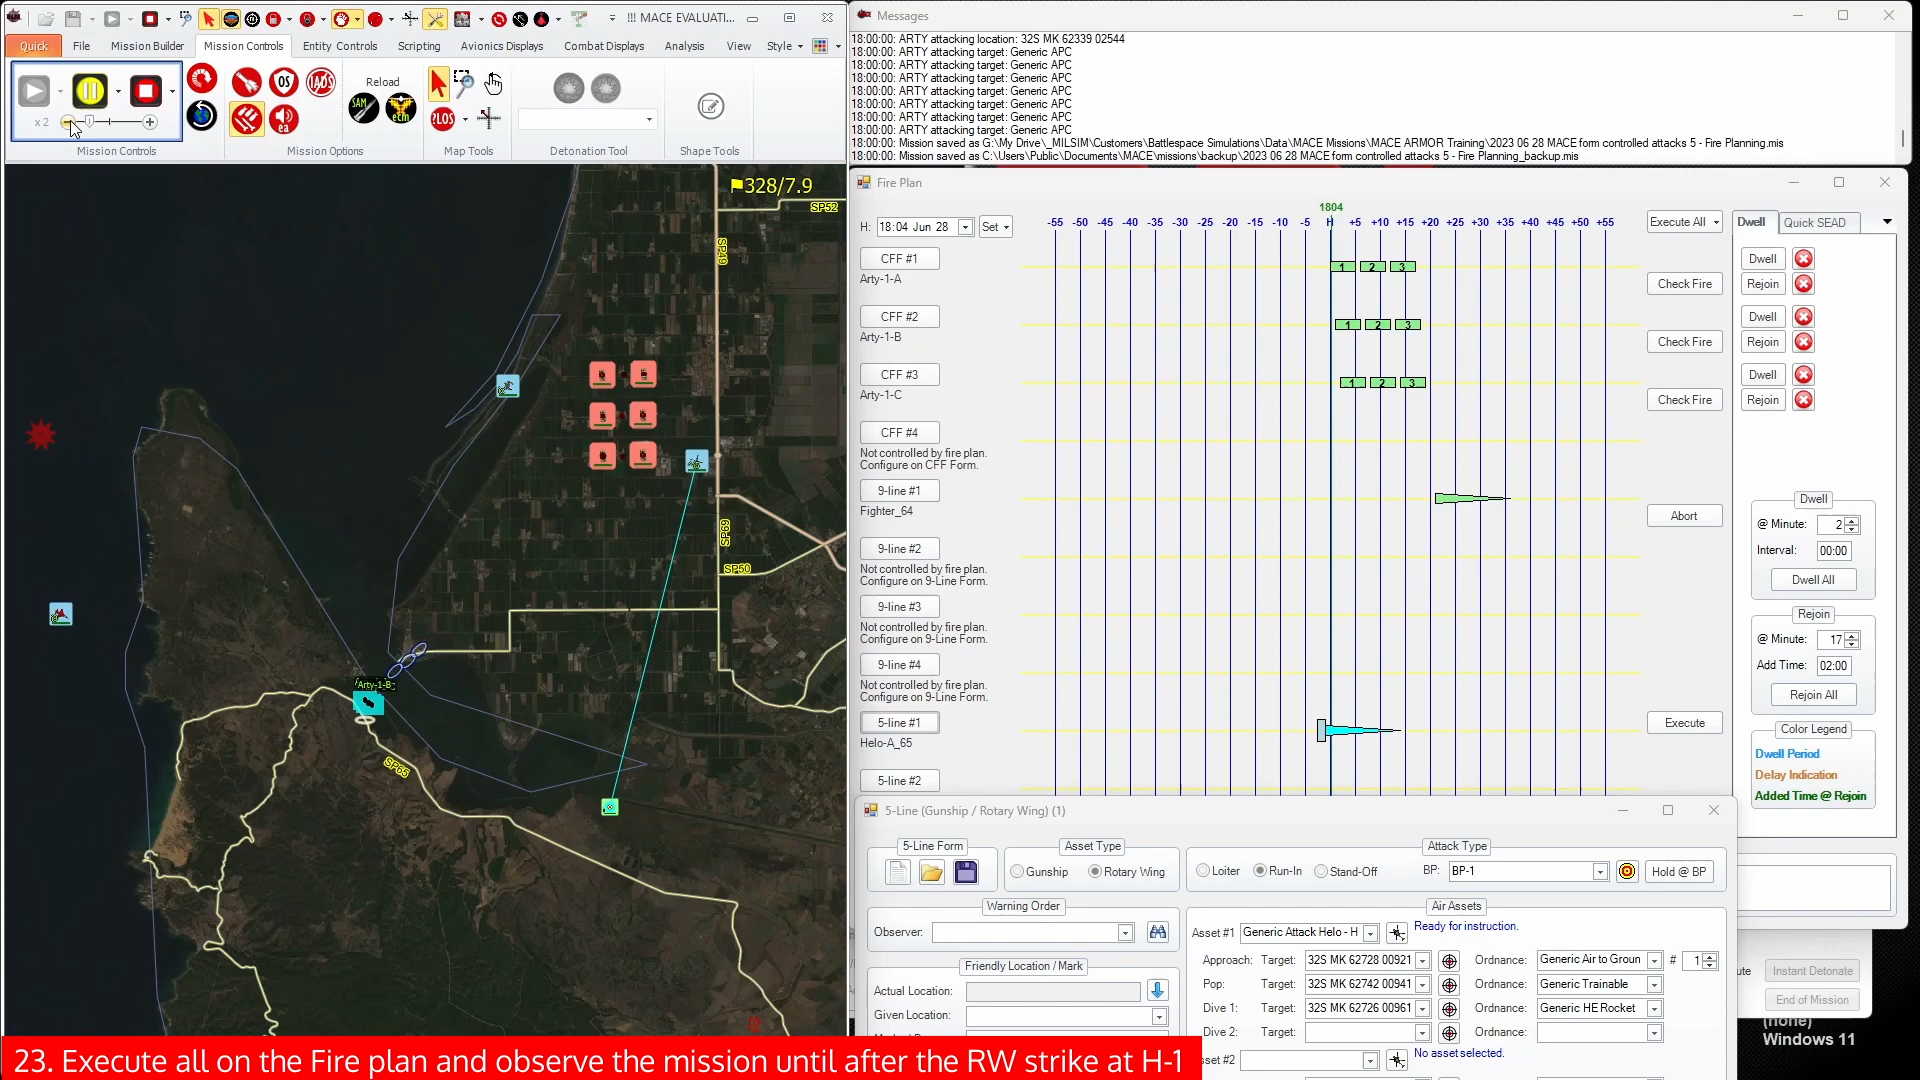 !!! MACE EVALUATI...
Quick File Mission Builder Mission Controls Entity Controls Scripting Avionics Displays Combat Displays Analysis View Style
x 2
OS
IADS
ea
Reload
SAM
ecm
?LOS
Mission Controls Mission Options Map Tools Detonation Tool Shape Tools
328/7.9
SP52
SP49
SP69
SP50
Arty-1-B
SP65
Messages
18:00:00: ARTY attacking location: 32S MK 62339 02544
18:00:00: ARTY attacking target: Generic APC
18:00:00: ARTY attacking target: Generic APC
18:00:00: ARTY attacking target: Generic APC
18:00:00: ARTY attacking target: Generic APC
18:00:00: ARTY attacking target: Generic APC
18:00:00: ARTY attacking target: Generic APC
18:00:00: ARTY attacking target: Generic APC
18:00:00: Mission saved as G:\My Drive\_MILSIM\Customers\Battlespace Simulations\Data\MACE Missions\MACE ARMOR Training\2023 06 28 MACE form controlled attacks 5 - Fire Planning.mis
18:00:00: Mission saved as C:\Users\Public\Documents\MACE\missions\backup\2023 06 28 MACE form controlled attacks 5 - Fire Planning_backup.mis
Fire Plan
1804
H: 18:04 Jun 28 Set
-55 -50 -45 -40 -35 -30 -25 -20 -15 -10 -5 H +5 +10 +15 +20 +25 +30 +35 +40 +45 +50 +55
Execute All
Dwell Quick SEAD
CFF #1
Arty-1-A
1 2 3
Check Fire
Dwell
Rejoin
CFF #2
Arty-1-B
1 2 3
Check Fire
Dwell
Rejoin
CFF #3
Arty-1-C
1 2 3
Check Fire
Dwell
Rejoin
CFF #4
Not controlled by fire plan.
Configure on CFF Form.
9-line #1
Fighter_64
Abort
9-line #2
Not controlled by fire plan.
Configure on 9-Line Form.
9-line #3
Not controlled by fire plan.
Configure on 9-Line Form.
9-line #4
Not controlled by fire plan.
Configure on 9-Line Form.
5-line #1
Helo-A_65
Execute
5-line #2
Dwell
@ Minute: 2
Interval: 00:00
Dwell All
Rejoin
@ Minute: 17
Add Time: 02:00
Rejoin All
Color Legend
Dwell Period
Delay Indication
Added Time @ Rejoin
5-Line (Gunship / Rotary Wing) (1)
5-Line Form
Asset Type
Gunship Rotary Wing
Attack Type
Loiter Run-In Stand-Off BP: BP-1 Hold @ BP
Warning Order
Observer:
Friendly Location / Mark
Actual Location:
Given Location:
Air Assets
Asset #1 Generic Attack Helo - H Ready for instruction.
Approach: Target: 32S MK 62728 00921 Ordnance: Generic Air to Groun # 1
Pop: Target: 32S MK 62742 00941 Ordnance: Generic Trainable
Dive 1: Target: 32S MK 62726 00961 Ordnance: Generic HE Rocket
Dive 2: Target: Ordnance:
sset #2 No asset selected.
ute Instant Detonate
End of Mission
(none)
Windows 11
23. Execute all on the Fire plan and observe the mission until after the RW strike at H-1